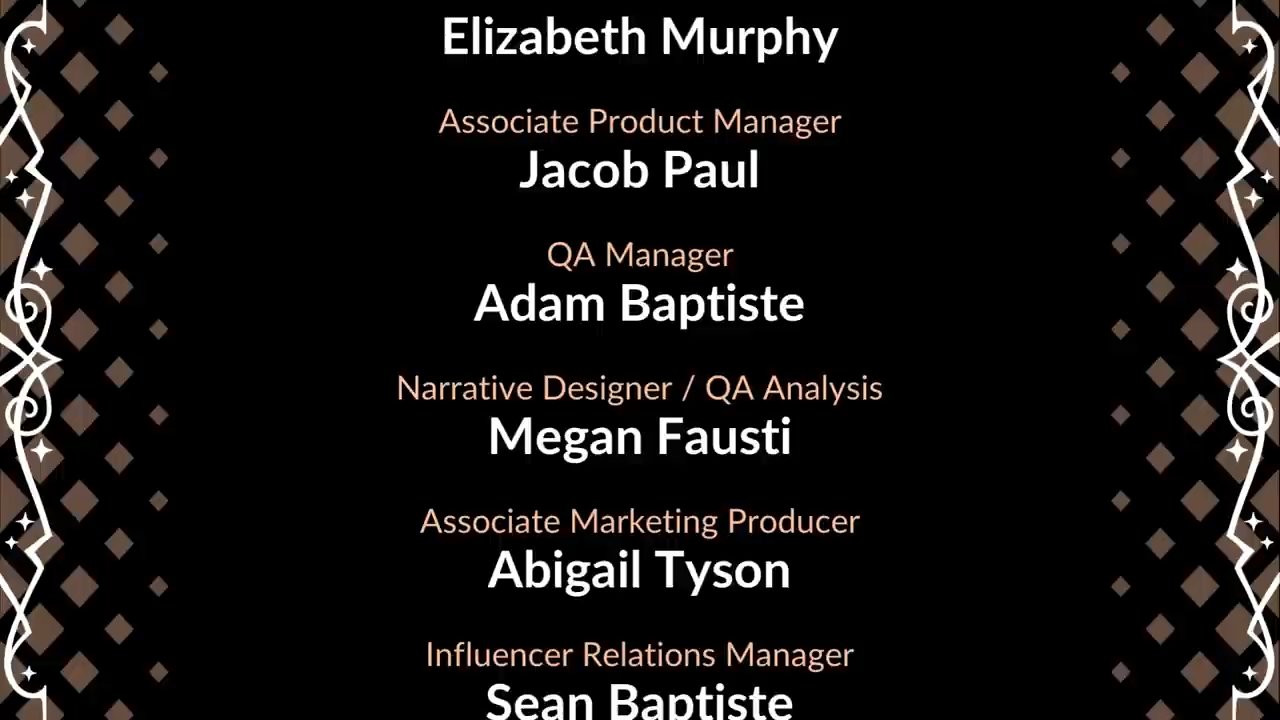 Elizabeth Murphy
Associate Product Manager
Jacob Paul
QA Manager
Adam Baptiste
Narrative Designer / QA Analysis
Megan Fausti
Associate Marketing Producer
Abigail Tyson
Influencer Relations Manager
Sean Baptiste